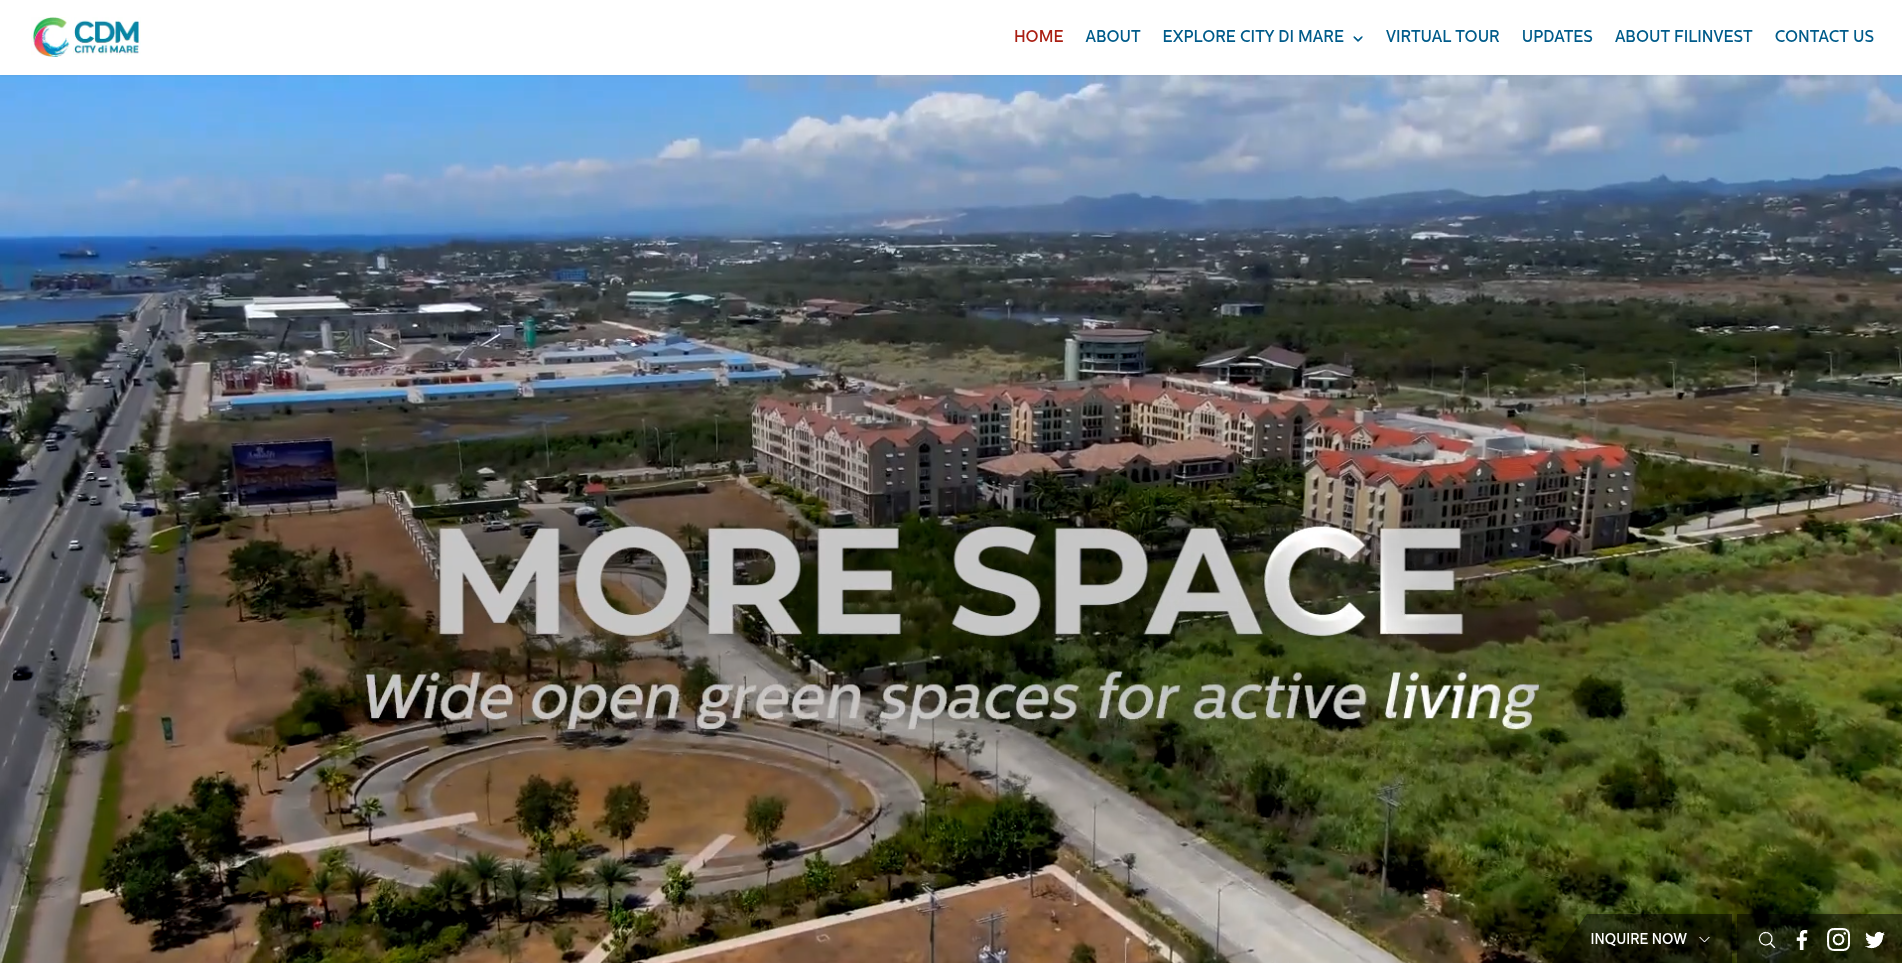 CDM
CITY di MARE
HOME ABOUT EXPLORE CITY DI MARE VIRTUAL TOUR UPDATES ABOUT FILINVEST CONTACT US
MORE SPACE
Wide open green spaces for active living
INQUIRE NOW